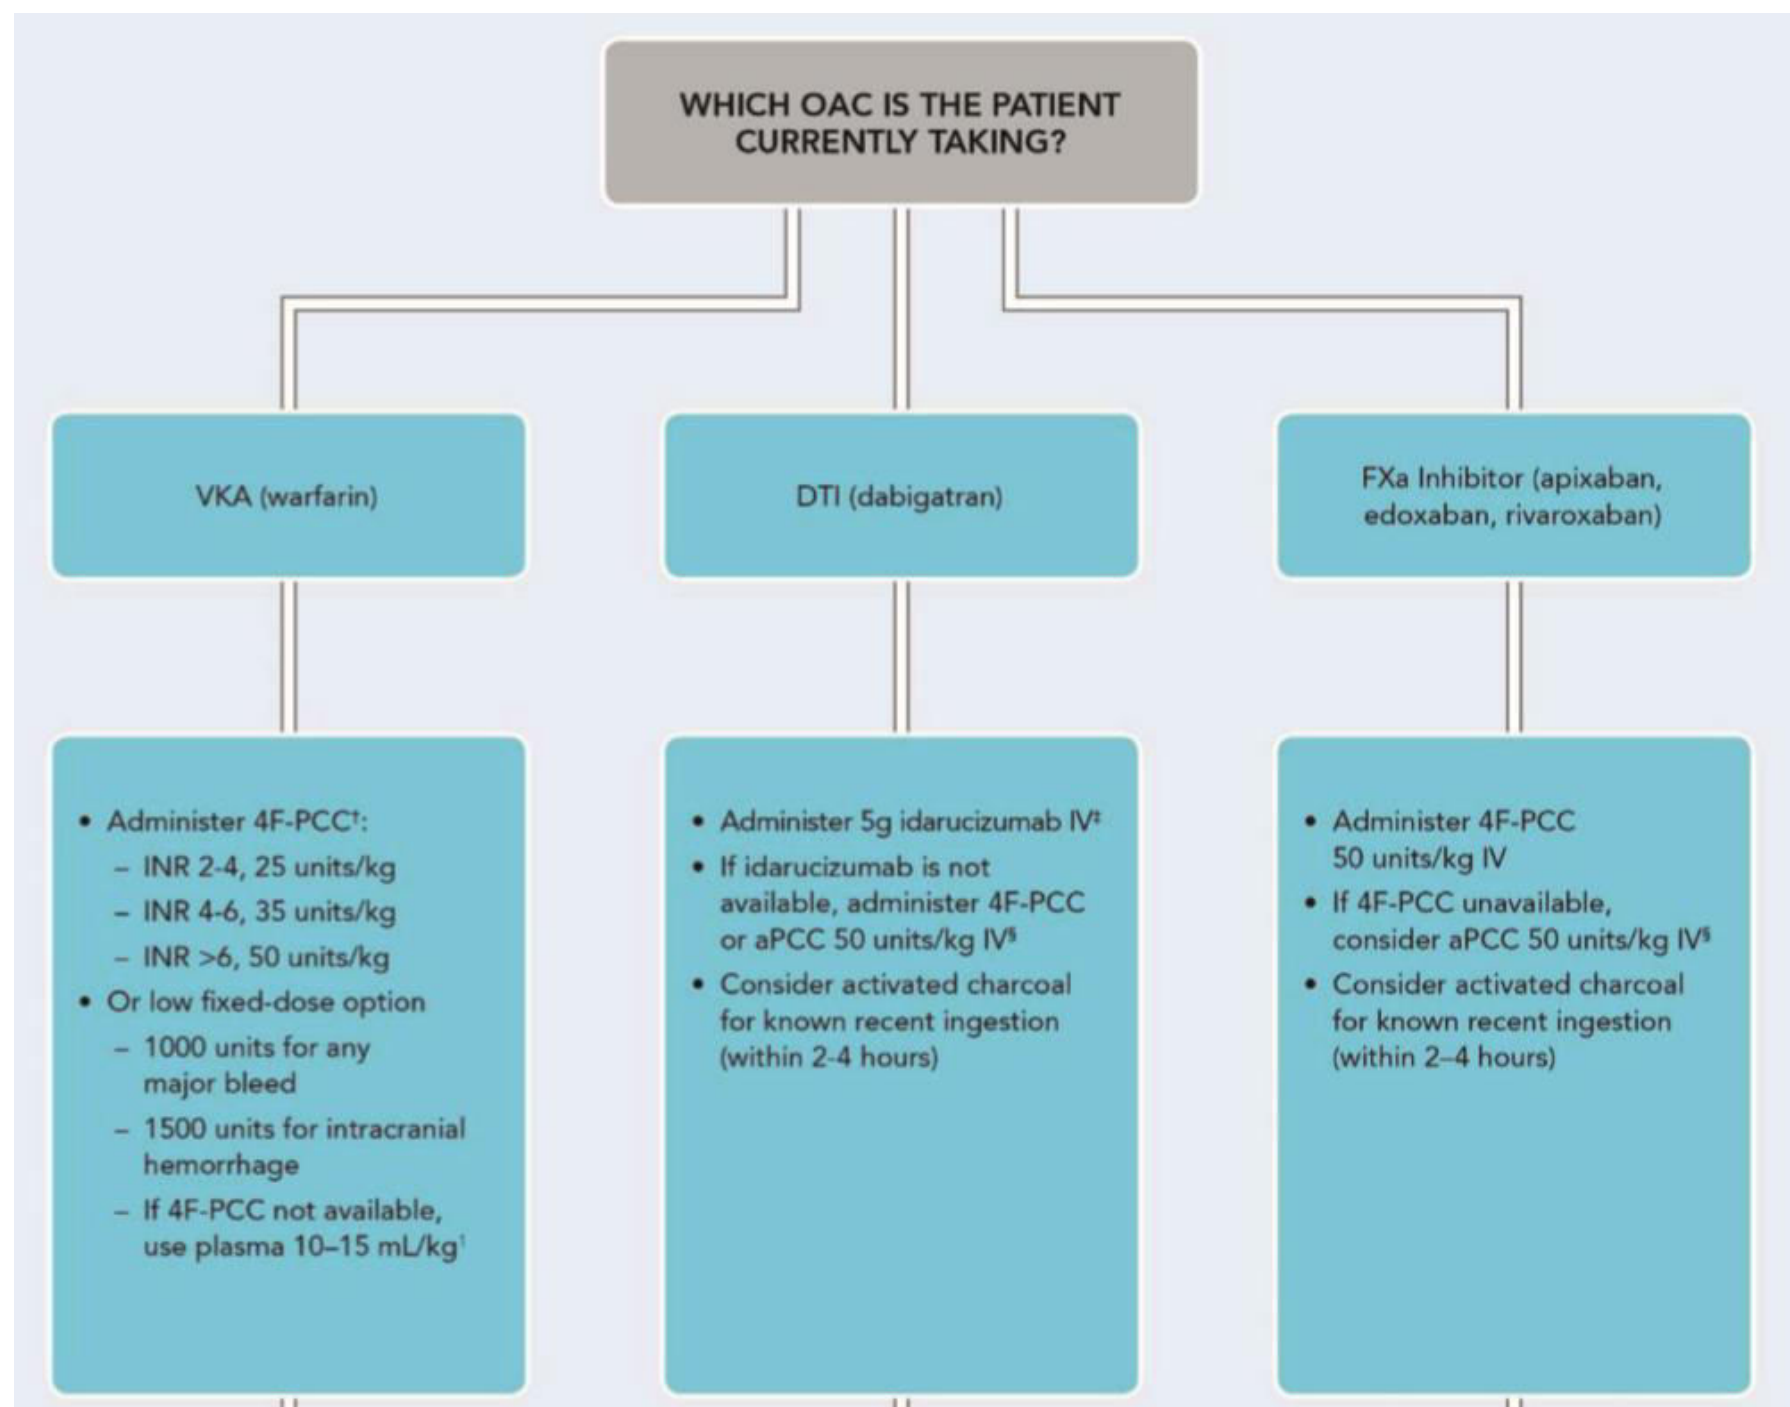 WHICH OAC IS THE PATIENT
CURRENTLY TAKING?
VKA (warfarin)
DTI (dabigatran)
FXa Inhibitor (apixaban,
edoxaban, rivaroxaban)
• Administer 4F-PCC†:
– INR 2-4, 25 units/kg
– INR 4-6, 35 units/kg
– INR >6, 50 units/kg
• Or low fixed-dose option
– 1000 units for any
major bleed
– 1500 units for intracranial
hemorrhage
– If 4F-PCC not available,
use plasma 10–15 mL/kg†
• Administer 5g idarucizumab IV‡
• If idarucizumab is not
available, administer 4F-PCC
or aPCC 50 units/kg IV§
• Consider activated charcoal
for known recent ingestion
(within 2-4 hours)
• Administer 4F-PCC
50 units/kg IV
• If 4F-PCC unavailable,
consider aPCC 50 units/kg IV§
• Consider activated charcoal
for known recent ingestion
(within 2–4 hours)